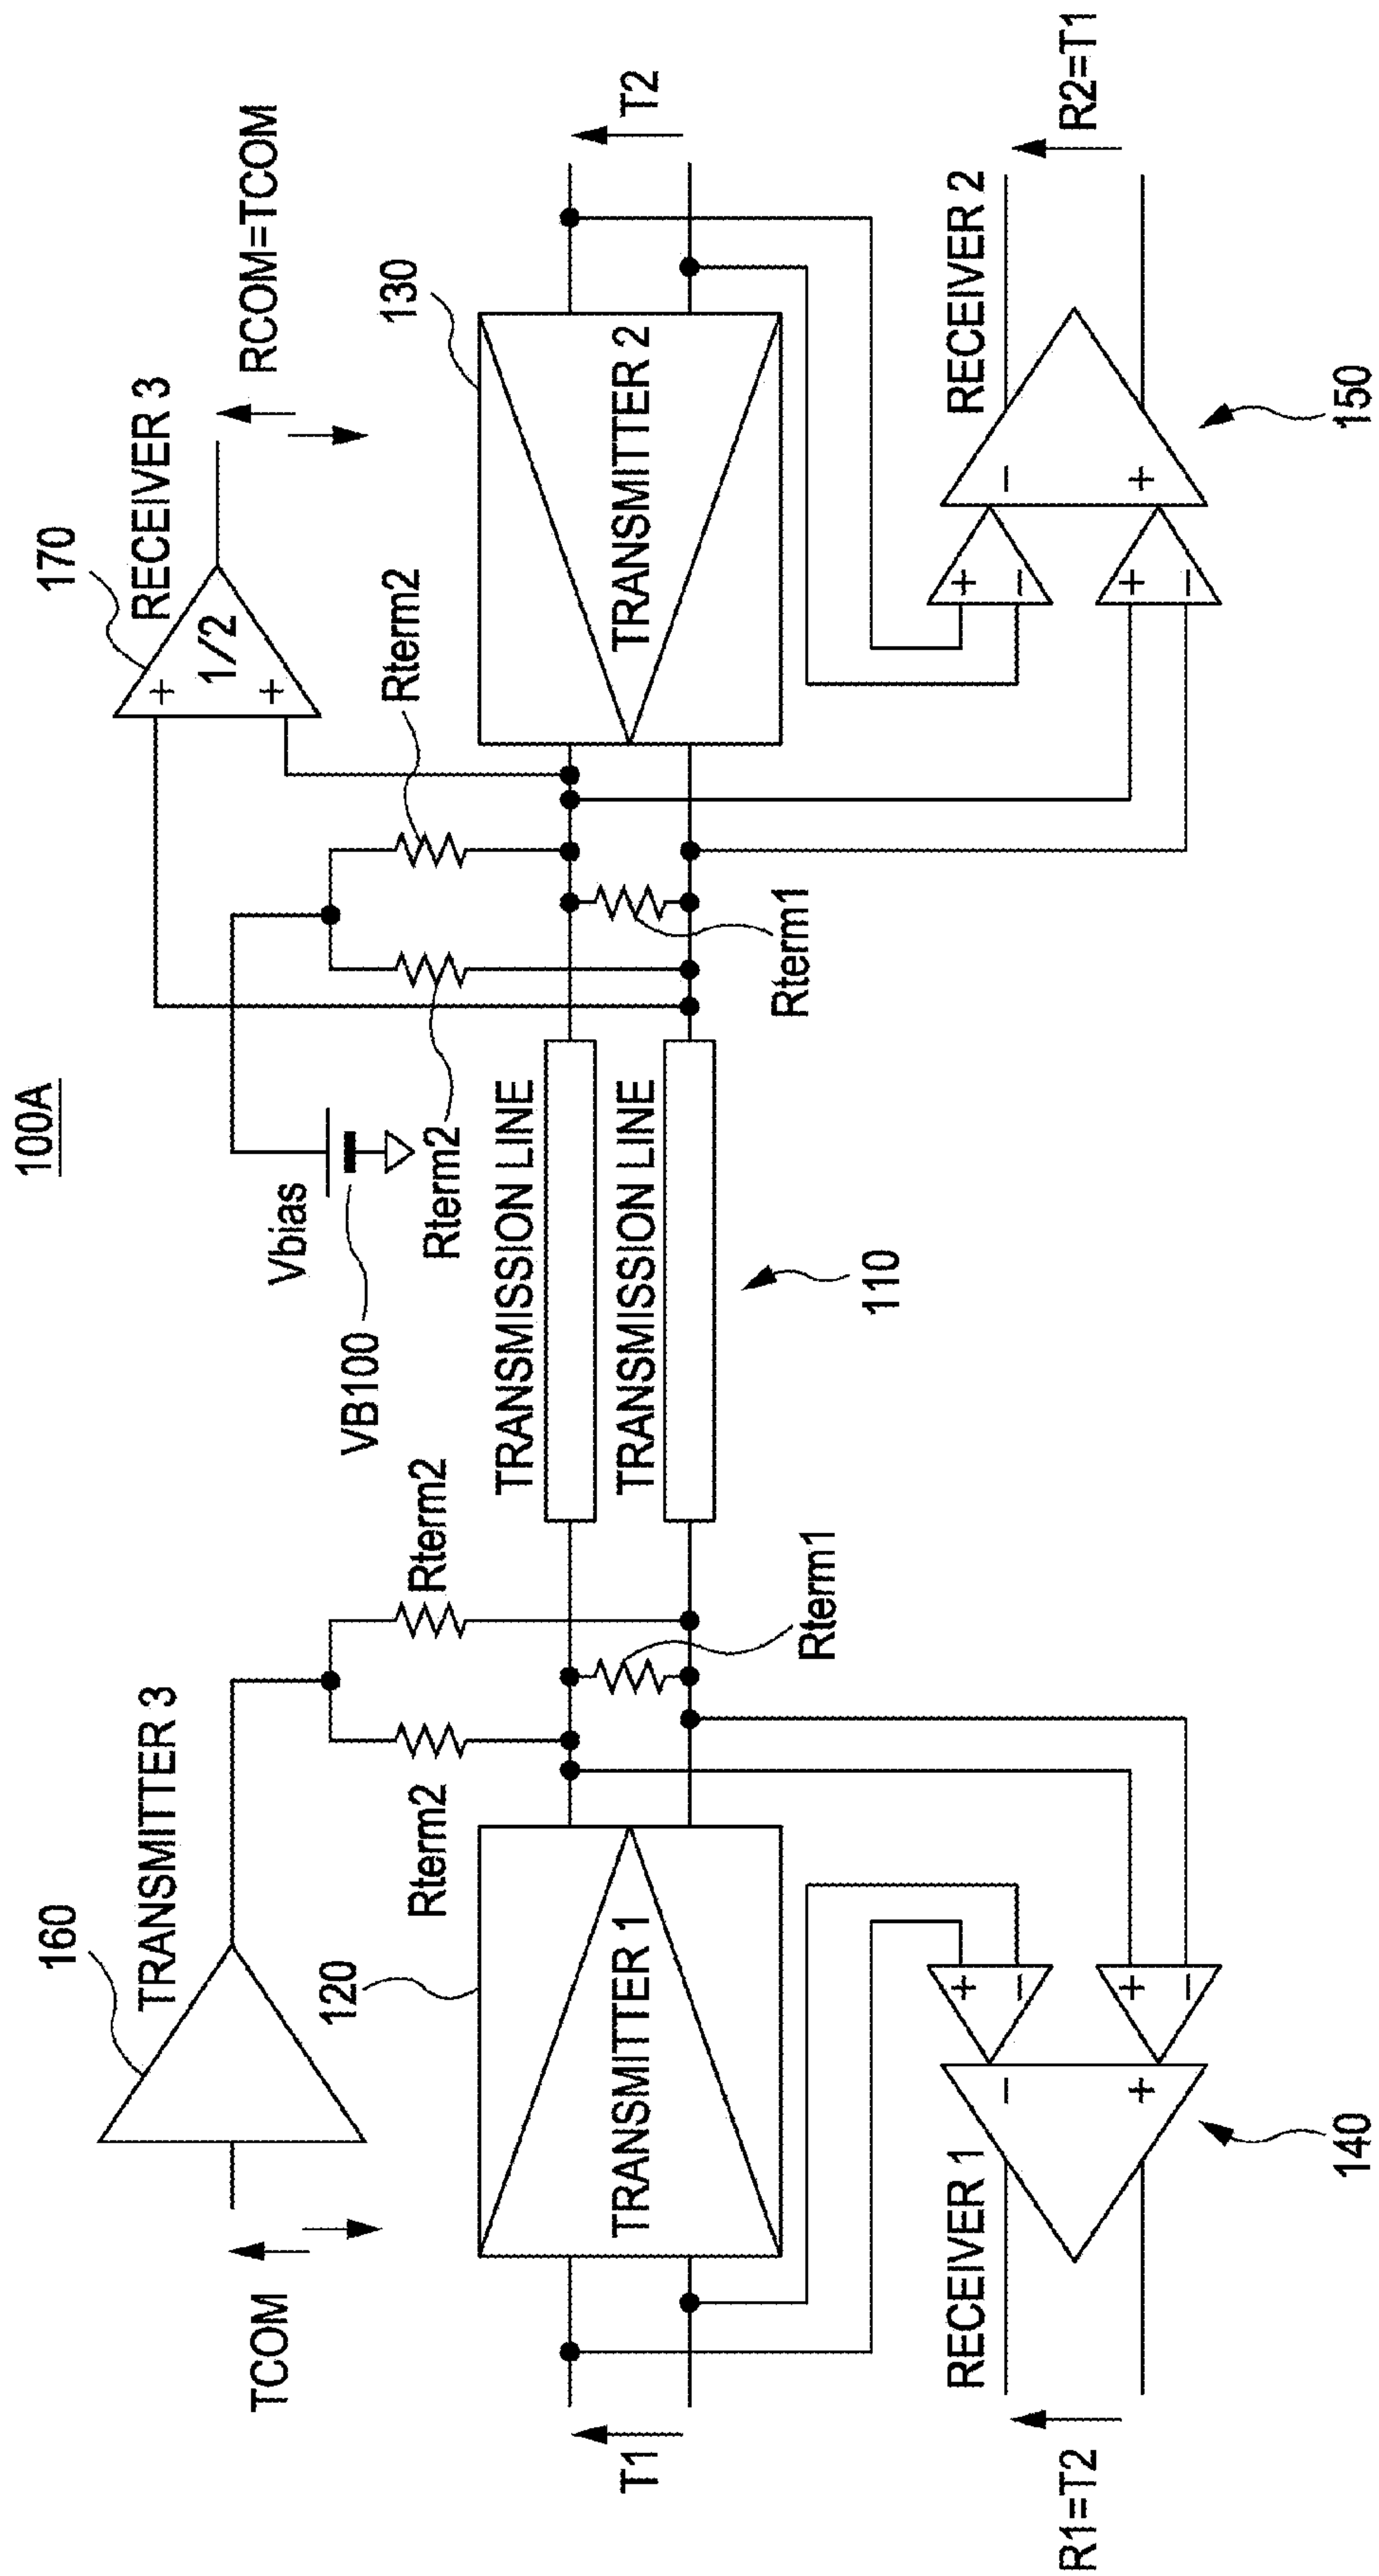 100A
TRANSMITTER 3
160
TCOM
Rterm2
Rterm2
Vbias
VB100
Rterm2
Rterm2
170
RECEIVER 3
1/2
+
+
RCOM=TCOM
120
TRANSMITTER 1
T1
Rterm1
TRANSMISSION LINE
TRANSMISSION LINE
110
Rterm1
130
TRANSMITTER 2
T2
RECEIVER 1
R1=T2
−
+
+
−
+
−
140
RECEIVER 2
+
−
+
−
−
+
150
R2=T1